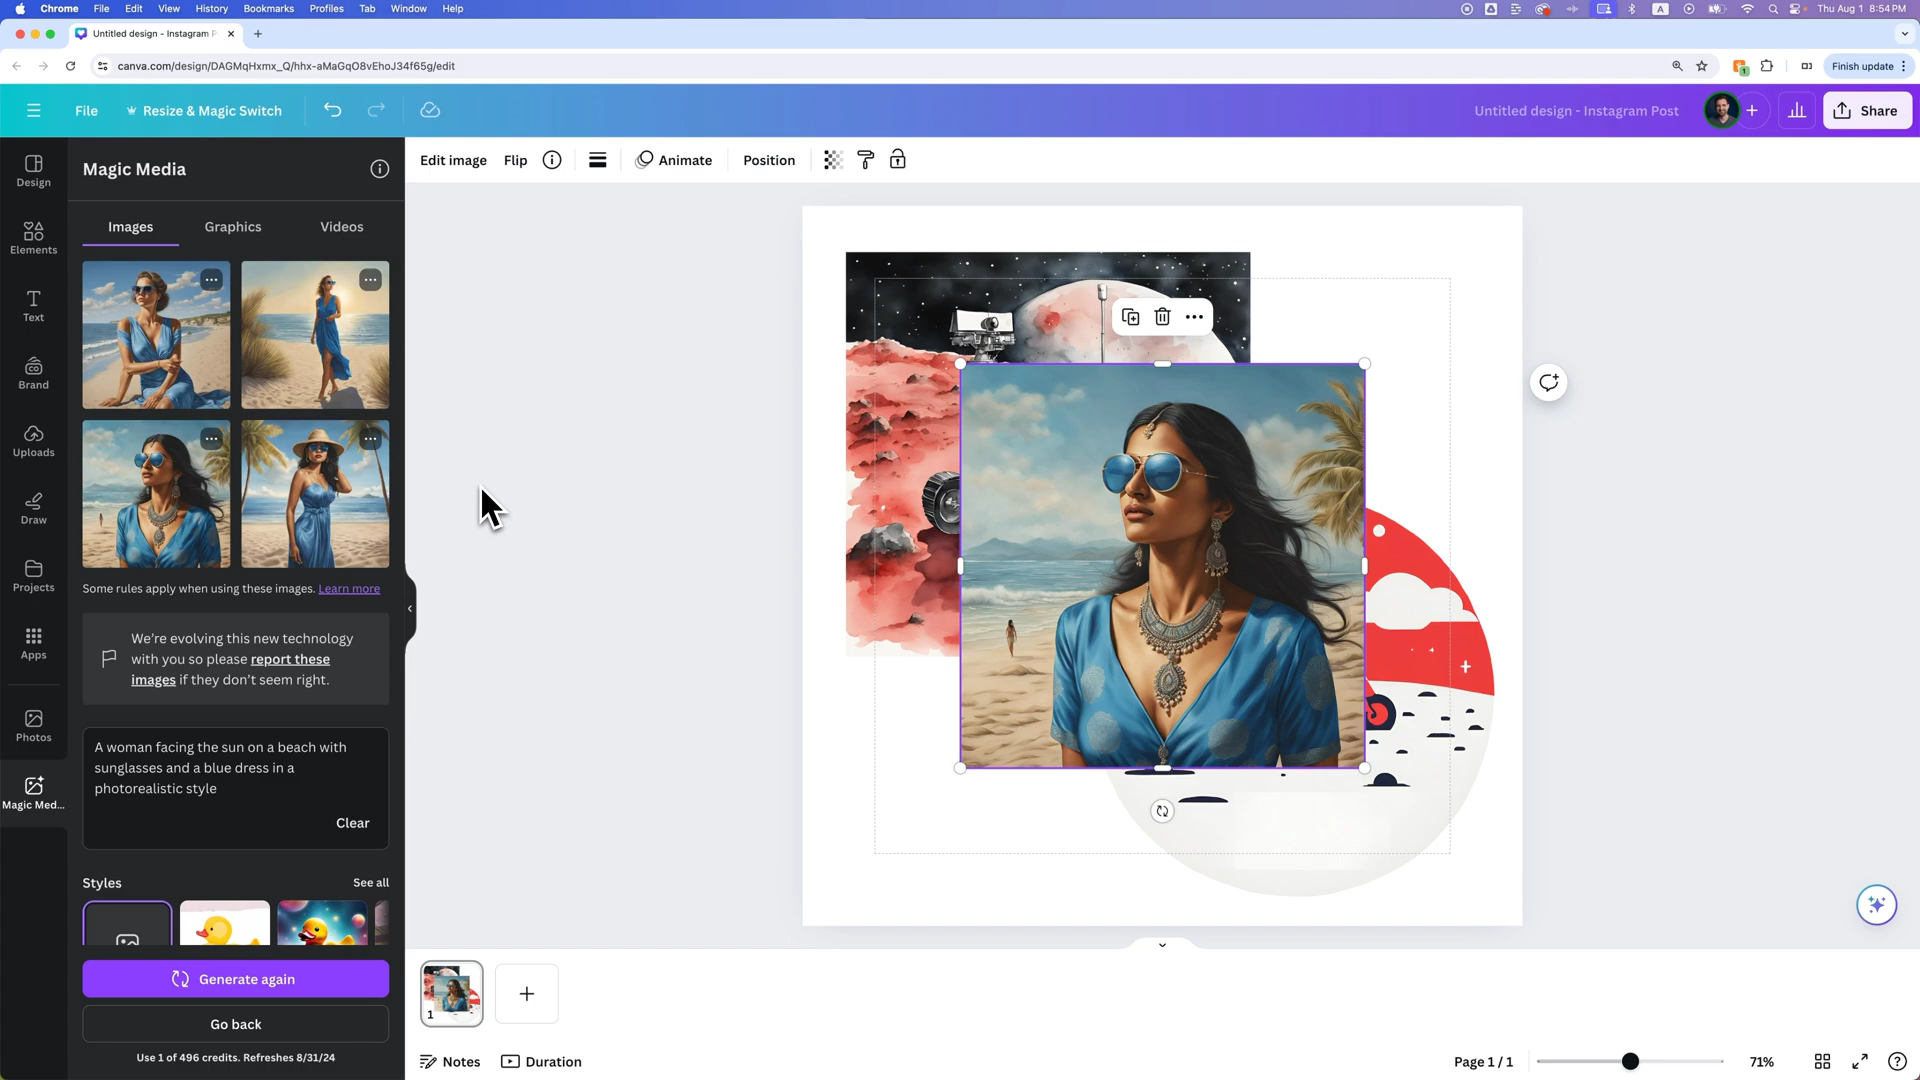 Chrome File Edit View History Bookmarks Profiles Tab Window Help
A
Thu Aug 1 8:54 PM
Untitled design - Instagram P
canva.com/design/DAGMqHxmx_Q/hhx-aMaGqO8vEhoJ34f65g/edit
1
Finish update
File
Resize & Magic Switch
Untitled design - Instagram Post
Share
Design
Elements
Text
Brand
Uploads
Draw
Projects
Apps
Photos
Magic Med...
Magic Media
Images
Graphics
Videos
Some rules apply when using these images. Learn more
We're evolving this new technology
with you so please report these
images if they don't seem right.
A woman facing the sun on a beach with
sunglasses and a blue dress in a
photorealistic style
Clear
Styles
See all
Generate again
Go back
Use 1 of 496 credits. Refreshes 8/31/24
Edit image
Flip
Animate
Position
1
Notes
Duration
Page 1 / 1
71%